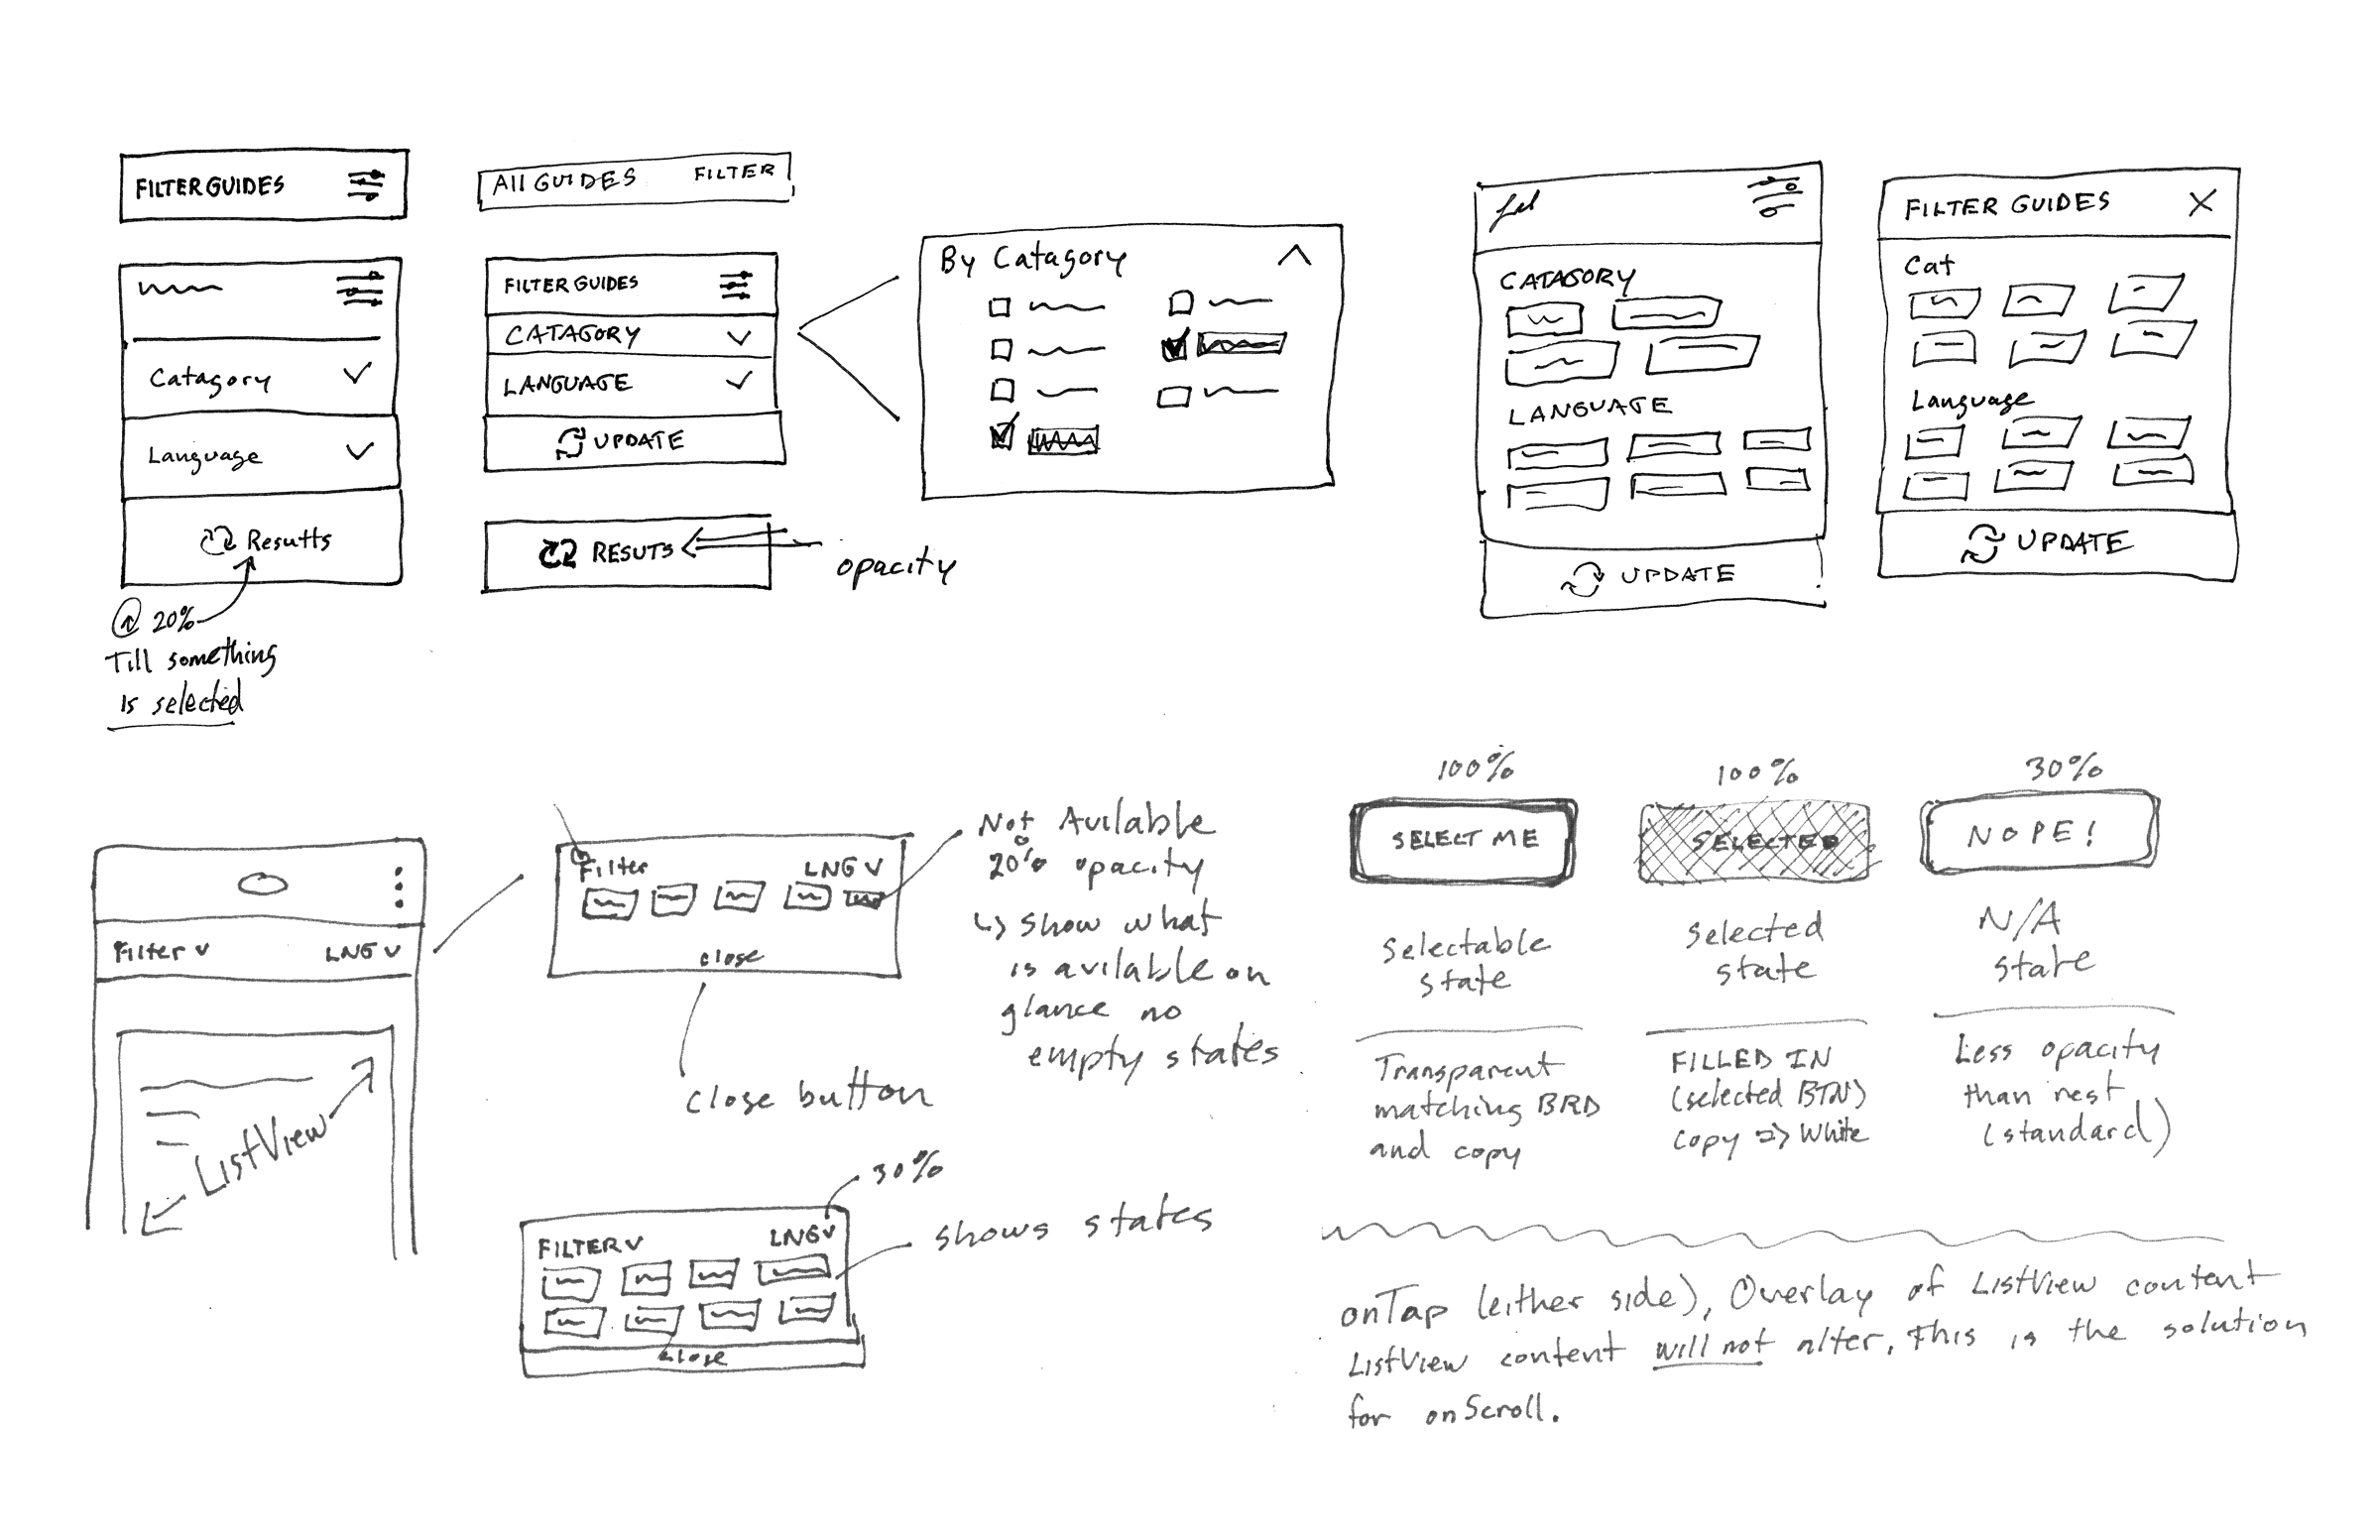 FILTER GUIDES
Catagory
Language
Resutts
@ 20%
Till something
is selected
All GUIDES FILTER
FILTER GUIDES
CATAGORY
LANGUAGE
UPDATE
RESUTS
opacity
By Catagory
CATAGORY
LANGUAGE
UPDATE
FILTER GUIDES X
Cat
Language
UPDATE
Filter v LNG v
ListView
Filter LNG v
close
close button
Not Avilable
20% opacity
↳ show what
is avilable on
glance no
empty states
30%
FILTER v LNG v
close
shows states
100%
SELECT ME
Selectable
state
Transparent
matching BRD
and copy
100%
SELECTED
Selected
state
FILLED IN
(selected BTN)
copy => White
30%
NOPE!
N/A
state
Less opacity
than rest
(standard)
onTap (either side), Overlay of ListView content
ListView content will not alter. This is the solution
for onScroll.